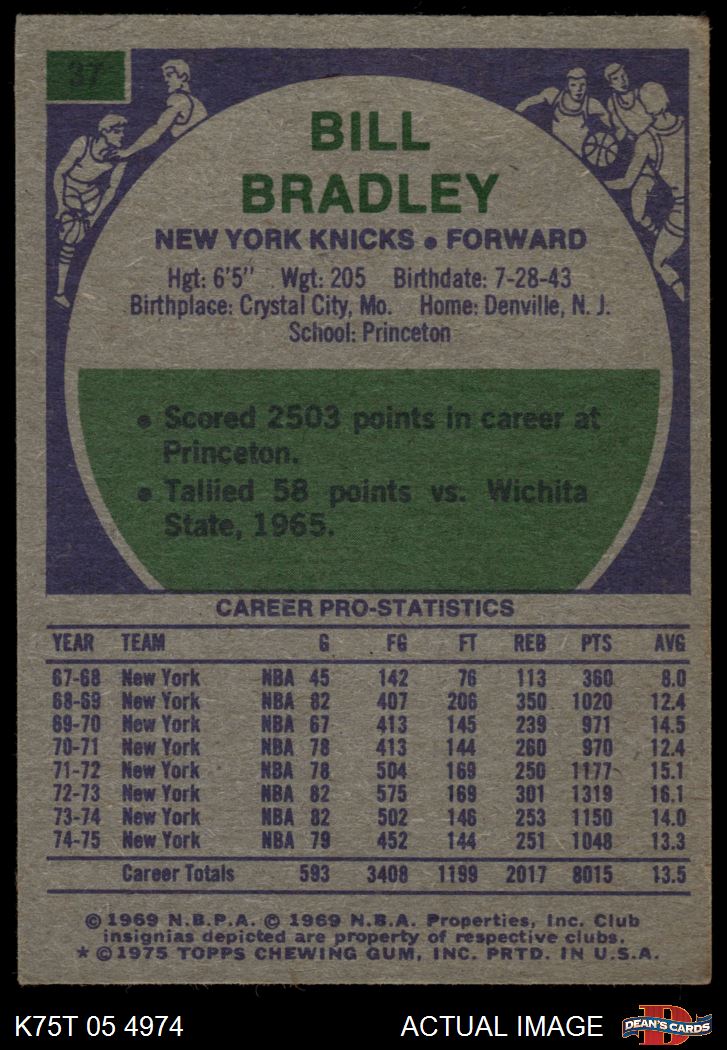 37
BILL
BRADLEY
NEW YORK KNICKS • FORWARD
Hgt: 6'5" Wgt: 205 Birthdate: 7-28-43
Birthplace: Crystal City, Mo. Home: Denville, N. J.
School: Princeton
• Scored 2503 points in career at
Princeton.
• Tallied 58 points vs. Wichita
State, 1965.
CAREER PRO-STATISTICS
YEAR TEAM G FG FT REB PTS AVG
67-68 New York NBA 45 142 76 113 360 8.0
68-69 New York NBA 82 407 206 350 1020 12.4
69-70 New York NBA 67 413 145 239 971 14.5
70-71 New York NBA 78 413 144 260 970 12.4
71-72 New York NBA 78 504 169 250 1177 15.1
72-73 New York NBA 82 575 169 301 1319 16.1
73-74 New York NBA 82 502 146 253 1150 14.0
74-75 New York NBA 79 452 144 251 1048 13.3
Career Totals 593 3408 1199 2017 8015 13.5
© 1969 N.B.P.A. © 1969 N.B.A. Properties, Inc. Club
insignias depicted are property of respective clubs.
* © 1975 TOPPS CHEWING GUM, INC. PRTD. IN U.S.A.
K75T 05 4974 ACTUAL IMAGE
D
DEAN'S CARDS